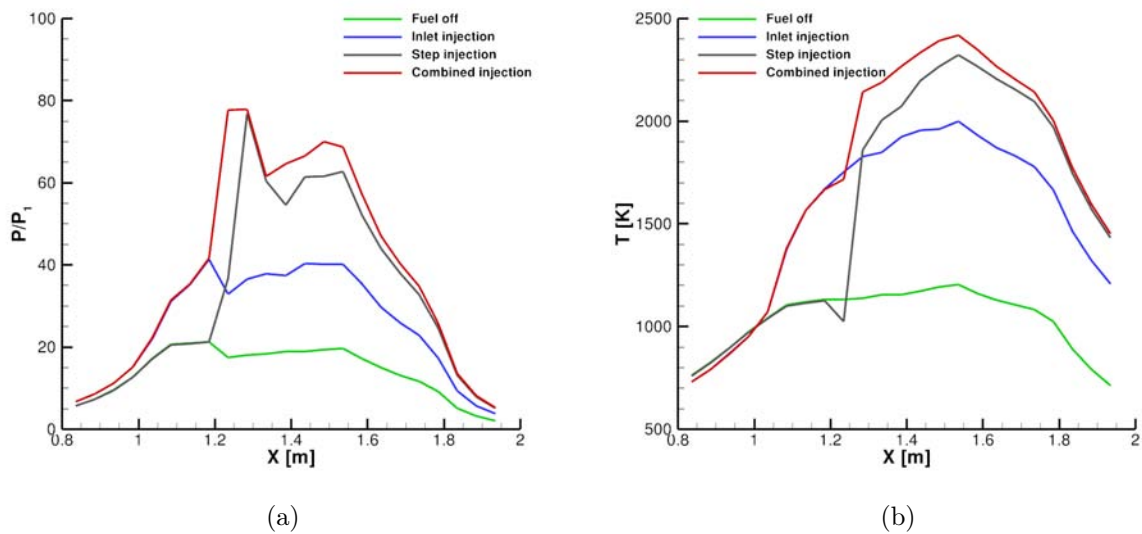 Fuel off
Inlet injection
Step injection
Combined injection
100
80
60
40
20
0
P/P1
0.8
1
1.2
1.4
1.6
1.8
2
X [m]
(a)
Fuel off
Inlet injection
Step injection
Combined injection
2500
2000
1500
1000
500
T [K]
0.8
1
1.2
1.4
1.6
1.8
2
X [m]
(b)